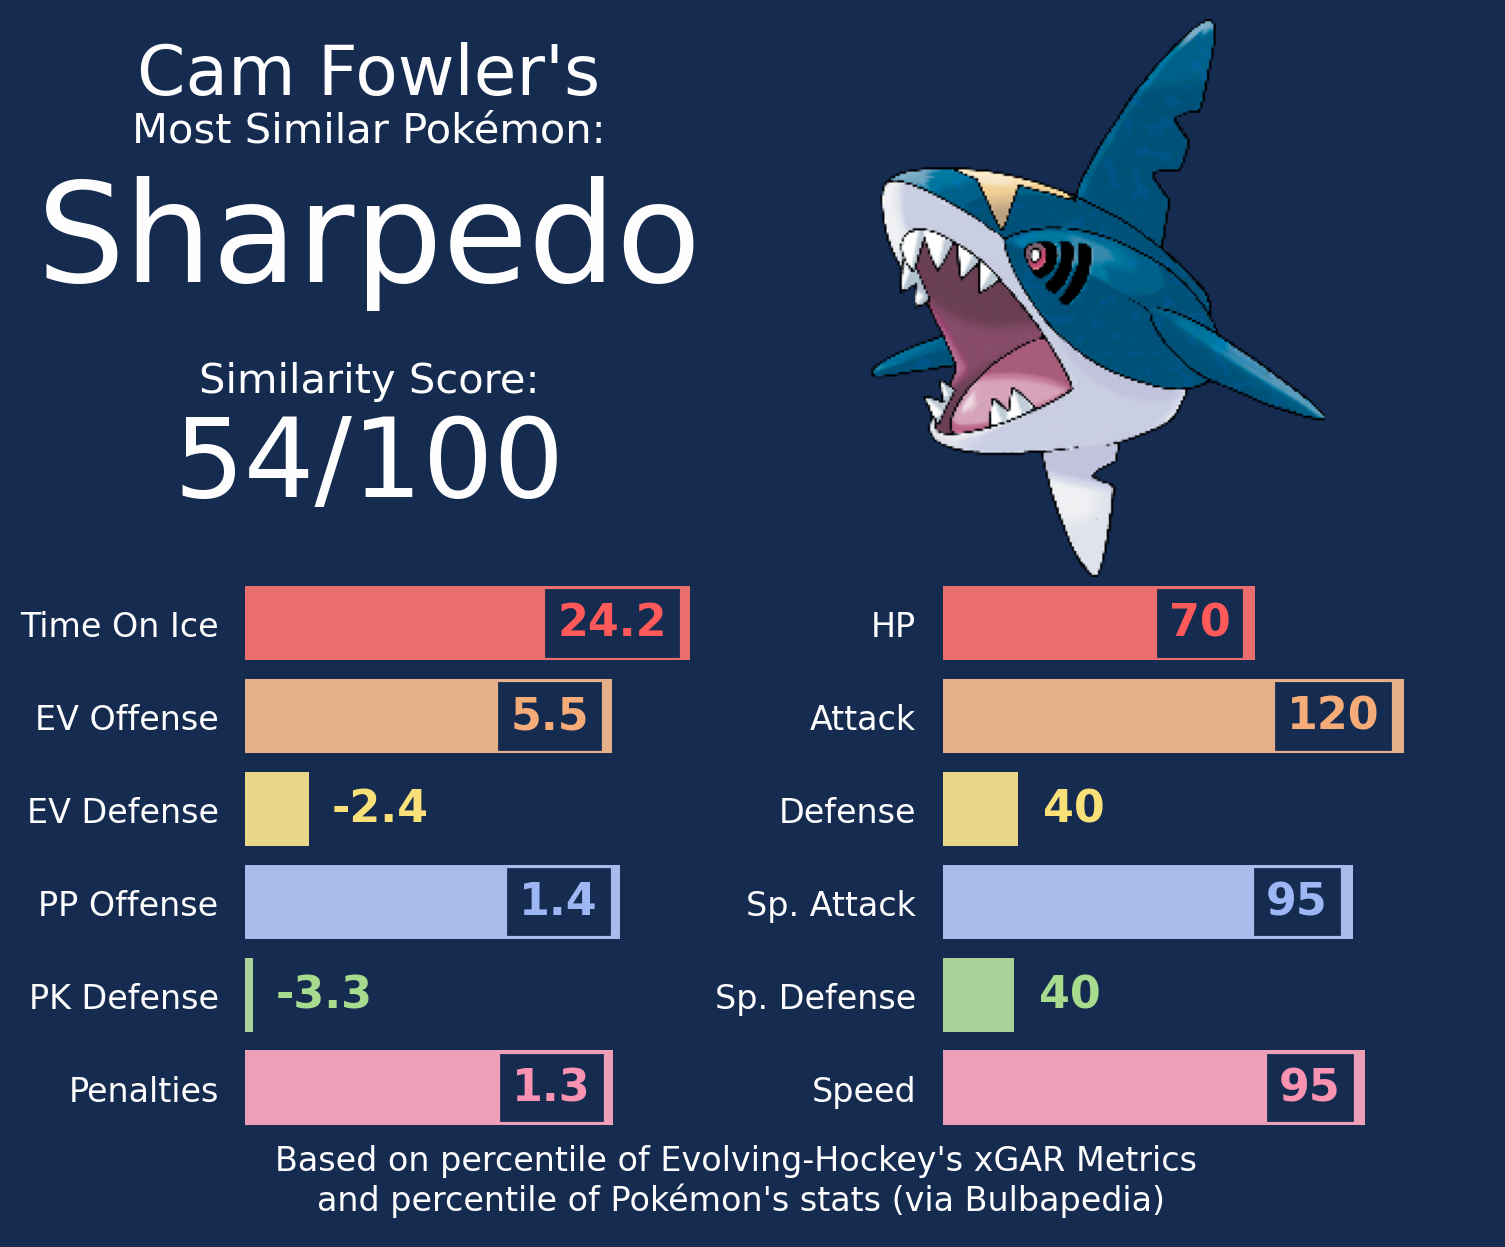 Cam Fowler's
Most Similar Pokémon:
Sharpedo
Similarity Score:
54/100
Time On Ice 24.2
EV Offense 5.5
EV Defense -2.4
PP Offense 1.4
PK Defense -3.3
Penalties 1.3
HP 70
Attack 120
Defense 40
Sp. Attack 95
Sp. Defense 40
Speed 95
Based on percentile of Evolving-Hockey's xGAR Metrics
and percentile of Pokémon's stats (via Bulbapedia)